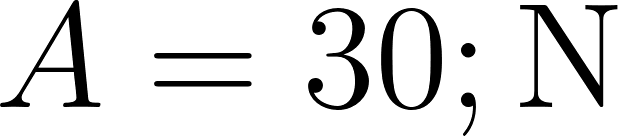 A = 30; N